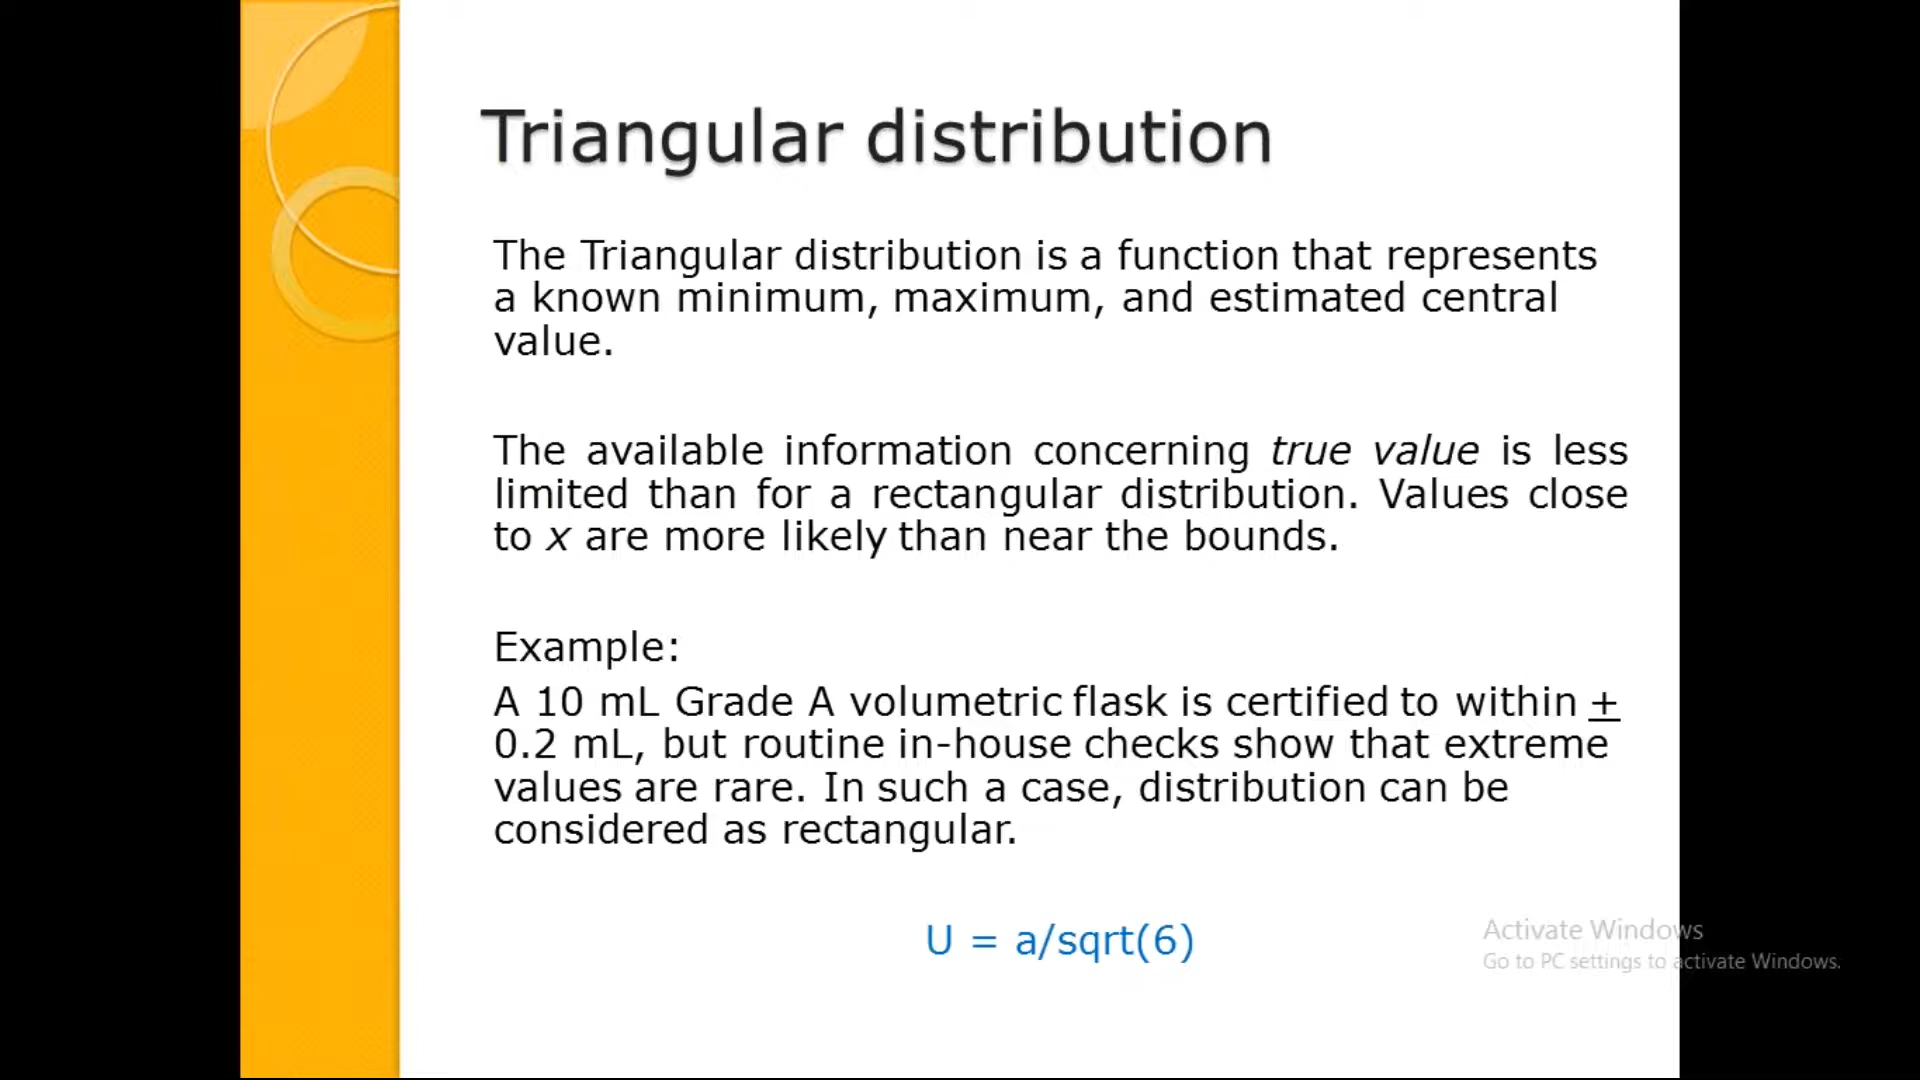 Triangular distribution
The Triangular distribution is a function that represents
a known minimum, maximum, and estimated central
value.
The available information concerning true value is less
limited than for a rectangular distribution. Values close
to x are more likely than near the bounds.
Example:
A 10 mL Grade A volumetric flask is certified to within ±
0.2 mL, but routine in-house checks show that extreme
values are rare. In such a case, distribution can be
considered as rectangular.
U = a/sqrt(6)
Activate Windows
Go to PC settings to activate Windows.